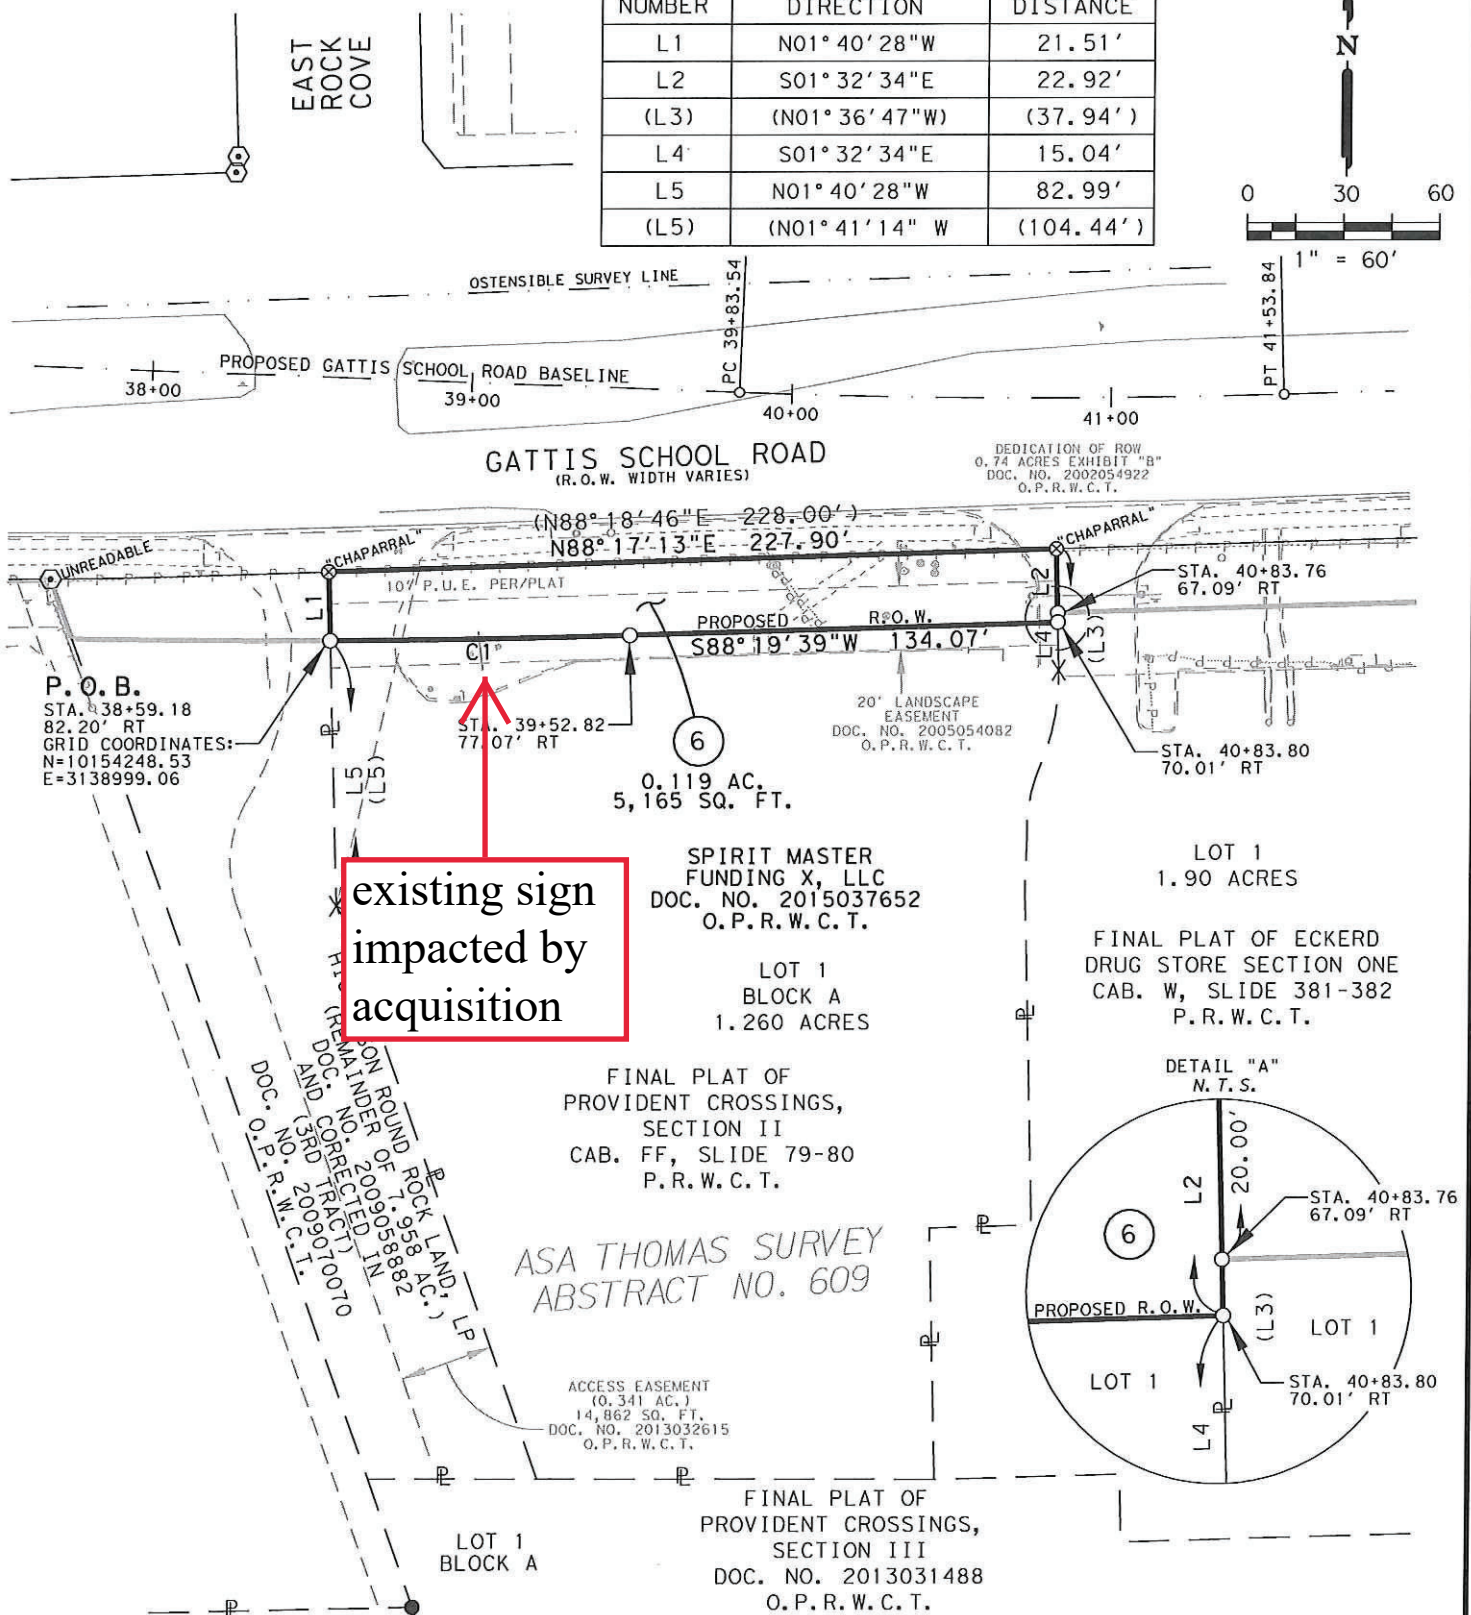 EAST
ROCK
COVE
NUMBER DIRECTION DISTANCE
L1 N01°40'28"W 21.51'
L2 S01°32'34"E 22.92'
(L3) (N01°36'47"W) (37.94')
L4 S01°32'34"E 15.04'
L5 N01°40'28"W 82.99'
(L5) (N01°41'14" W (104.44')
N
0 30 60
1" = 60'
OSTENSIBLE SURVEY LINE
PC 39+83.54
PT 41+53.84
PROPOSED GATTIS SCHOOL ROAD BASELINE
38+00
39+00
40+00
41+00
GATTIS SCHOOL ROAD
(R.O.W. WIDTH VARIES)
DEDICATION OF ROW
0.74 ACRES EXHIBIT "B"
DOC. NO. 2002054922
O.P.R.W.C.T.
(N88°18'46"E 228.00')
N88°17'13"E 227.90'
UNREADABLE
"CHAPARRAL"
"CHAPARRAL"
10' P.U.E. PER/PLAT
L1
L2
STA. 40+83.76
67.09' RT
PROPOSED R.O.W.
S88°19'39"W 134.07'
C1
L4
(L3)
P.O.B.
STA. 38+59.18
82.20' RT
GRID COORDINATES:
N=10154248.53
E=3138999.06
P L
STA. 39+52.82
77.07' RT
6
0.119 AC.
5,165 SQ. FT.
20' LANDSCAPE
EASEMENT
DOC. NO. 2005054082
O.P.R.W.C.T.
STA. 40+83.80
70.01' RT
L5
(L5)
existing sign
impacted by
acquisition
SPIRIT MASTER
FUNDING X, LLC
DOC. NO. 2015037652
O.P.R.W.C.T.
LOT 1
BLOCK A
1.260 ACRES
LOT 1
1.90 ACRES
FINAL PLAT OF ECKERD
DRUG STORE SECTION ONE
CAB. W, SLIDE 381-382
P.R.W.C.T.
P L
ROUND ROCK LAND, LP
(REMAINDER OF 7.958 AC.)
DOC. NO. 2009058882
AND CORRECTED IN
(3RD TRACT)
DOC. NO. 2009070070
O.P.R.W.C.T.
P L
FINAL PLAT OF
PROVIDENT CROSSINGS,
SECTION II
CAB. FF, SLIDE 79-80
P.R.W.C.T.
P L
P L
ASA THOMAS SURVEY
ABSTRACT NO. 609
DETAIL "A"
N.T.S.
L2
20.00'
6
STA. 40+83.76
67.09' RT
PROPOSED R.O.W.
(L3)
LOT 1
LOT 1
STA. 40+83.80
70.01' RT
L4
P L
ACCESS EASEMENT
(0.341 AC.)
14,862 SQ. FT.
DOC. NO. 2013032615
O.P.R.W.C.T.
P L
P L
LOT 1
BLOCK A
FINAL PLAT OF
PROVIDENT CROSSINGS,
SECTION III
DOC. NO. 2013031488
O.P.R.W.C.T.
P L